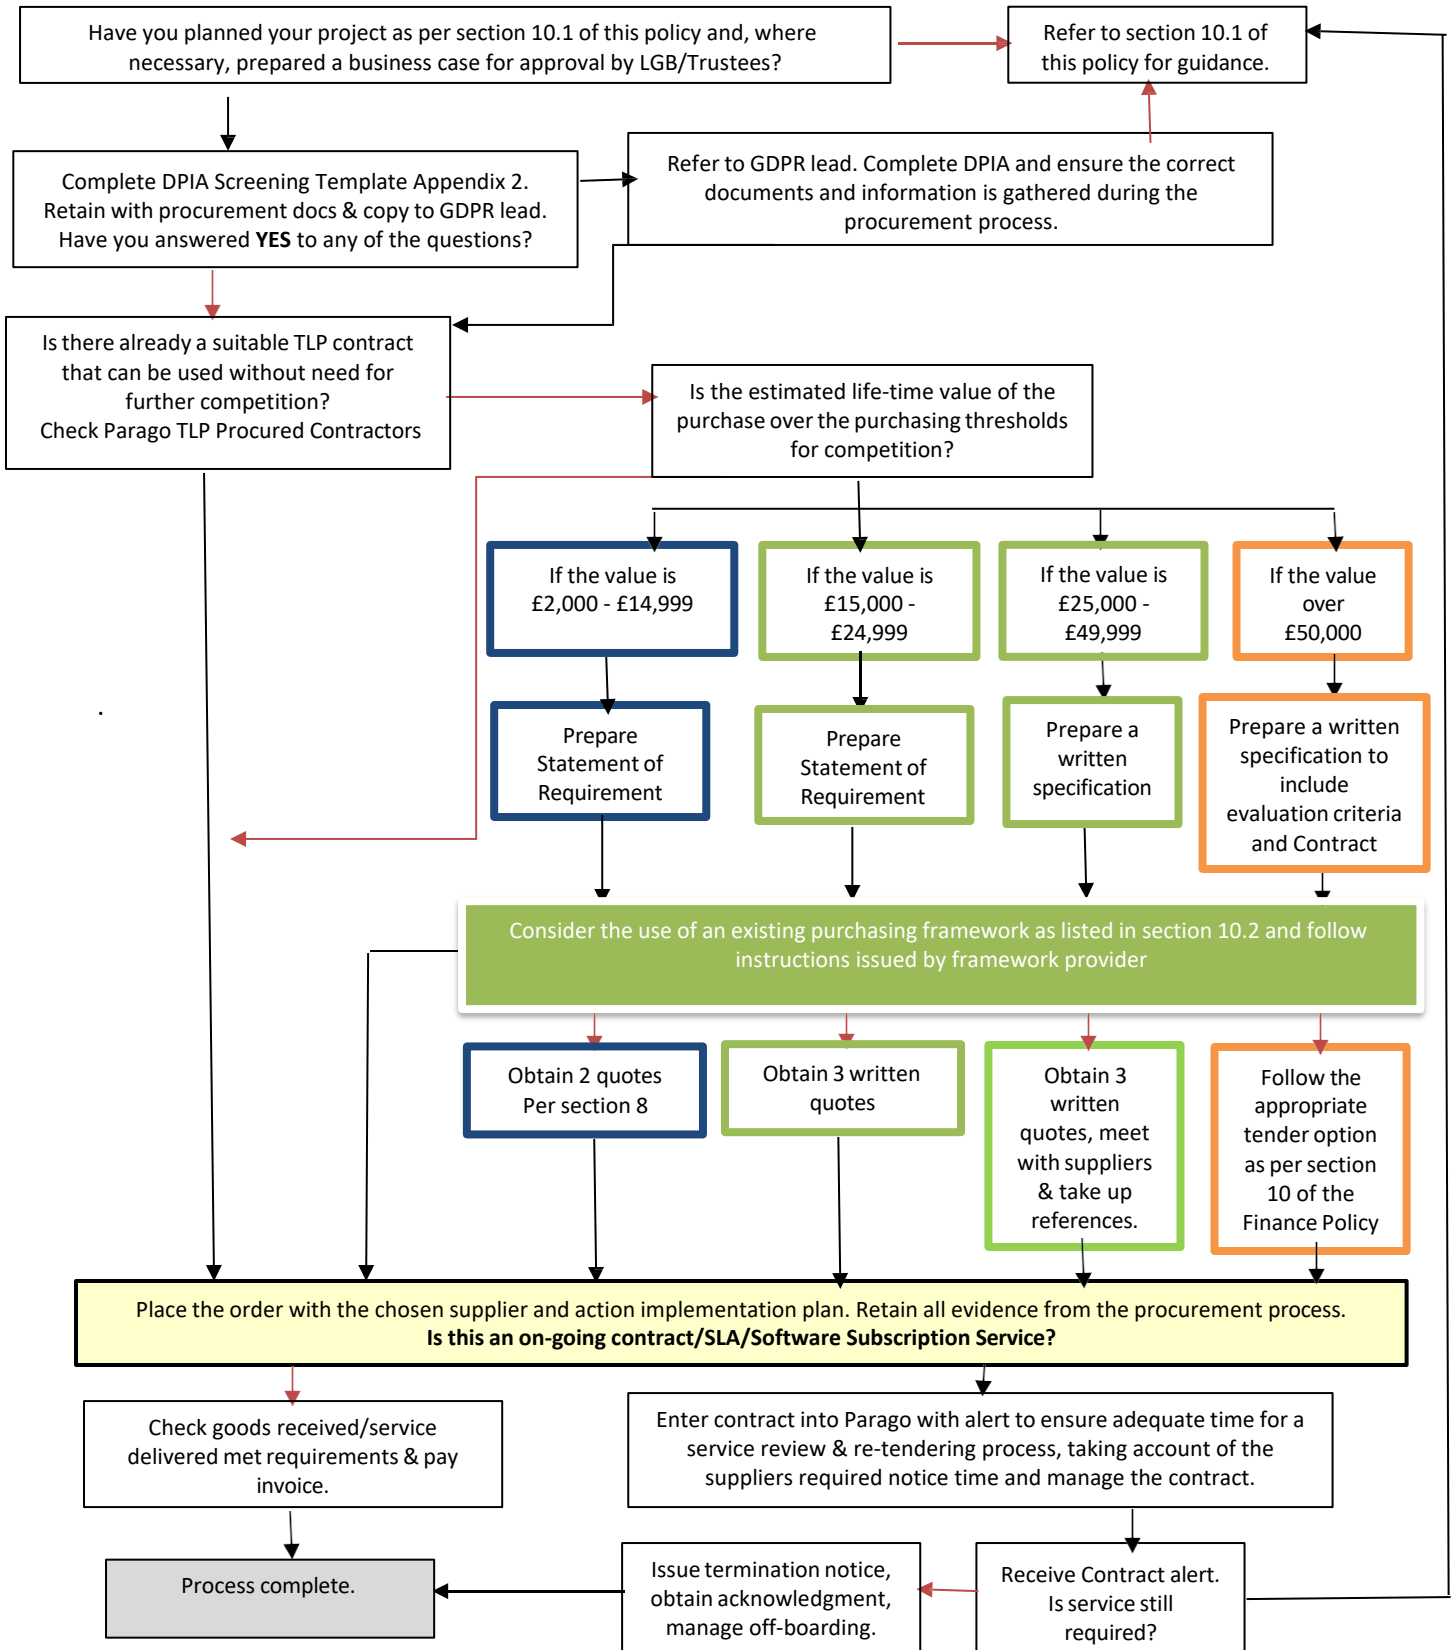 Have you planned your project as per section 10.1 of this policy and, where
necessary, prepared a business case for approval by LGB/Trustees?
Refer to section 10.1 of
this policy for guidance.
Complete DPIA Screening Template Appendix 2.
Retain with procurement docs & copy to GDPR lead.
Have you answered YES to any of the questions?
Refer to GDPR lead. Complete DPIA and ensure the correct
documents and information is gathered during the
procurement process.
Is there already a suitable TLP contract
that can be used without need for
further competition?
Check Parago TLP Procured Contractors
Is the estimated life-time value of the
purchase over the purchasing thresholds
for competition?
If the value is
£2,000 - £14,999
If the value is
£15,000 -
£24,999
If the value is
£25,000 -
£49,999
If the value
over
£50,000
.
Prepare
Statement of
Requirement
Prepare
Statement of
Requirement
Prepare a
written
specification
Prepare a written
specification to
include
evaluation criteria
and Contract
Consider the use of an existing purchasing framework as listed in section 10.2 and follow
instructions issued by framework provider
Obtain 2 quotes
Per section 8
Obtain 3 written
quotes
Obtain 3
written
quotes, meet
with suppliers
& take up
references.
Follow the
appropriate
tender option
as per section
10 of the
Finance Policy
Place the order with the chosen supplier and action implementation plan. Retain all evidence from the procurement process.
Is this an on-going contract/SLA/Software Subscription Service?
Check goods received/service
delivered met requirements & pay
invoice.
Enter contract into Parago with alert to ensure adequate time for a
service review & re-tendering process, taking account of the
suppliers required notice time and manage the contract.
Process complete.
Issue termination notice,
obtain acknowledgment,
manage off-boarding.
Receive Contract alert.
Is service still
required?